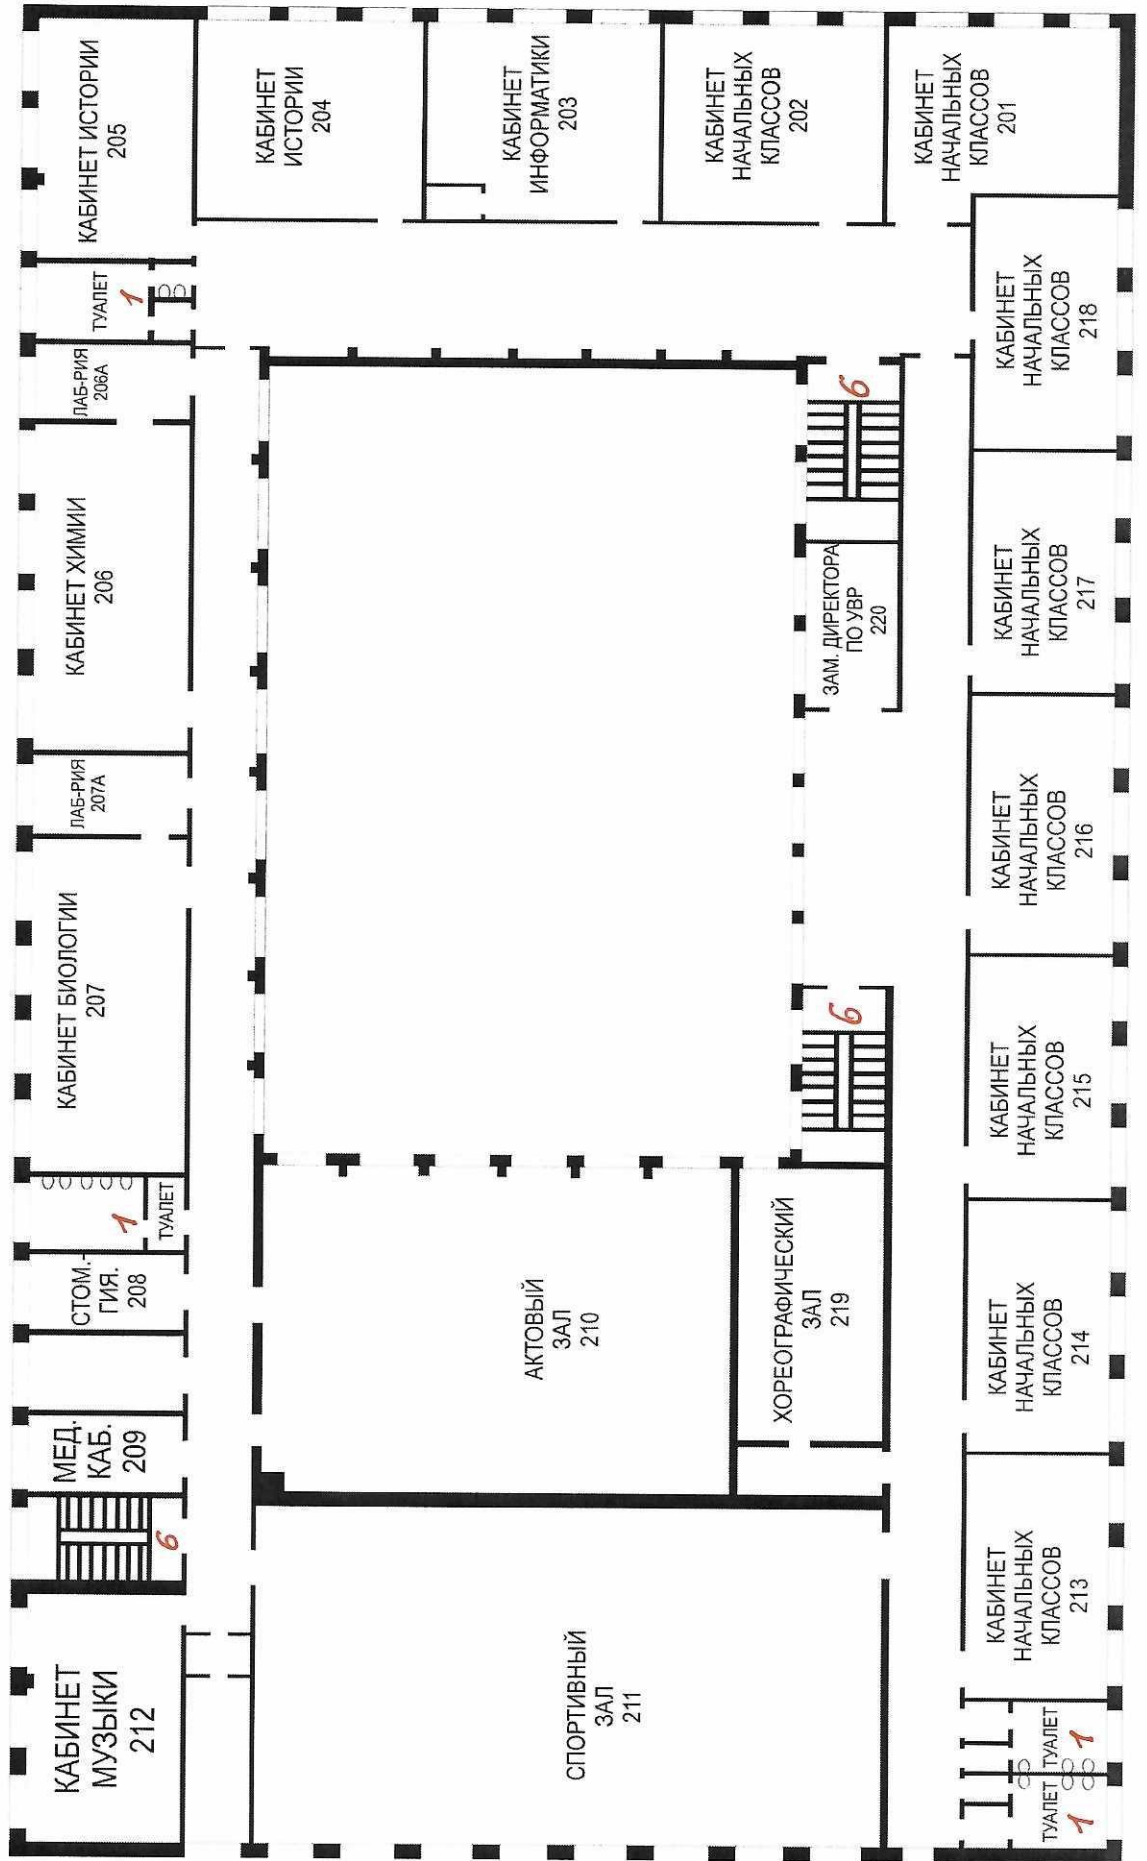 КАБИНЕТ
МУЗЫКИ
212
6
МЕД.
КАБ.
209
СТОМ.-
ГИЯ.
208
1
ТУАЛЕТ
КАБИНЕТ БИОЛОГИИ
207
ЛАБ-РИЯ
207А
КАБИНЕТ ХИМИИ
206
ЛАБ-РИЯ
206А
ТУАЛЕТ
1
КАБИНЕТ ИСТОРИИ
205
КАБИНЕТ
ИСТОРИИ
204
КАБИНЕТ
ИНФОРМАТИКИ
203
КАБИНЕТ
НАЧАЛЬНЫХ
КЛАССОВ
202
КАБИНЕТ
НАЧАЛЬНЫХ
КЛАССОВ
201
СПОРТИВНЫЙ
ЗАЛ
211
АКТОВЫЙ
ЗАЛ
210
ХОРЕОГРАФИЧЕСКИЙ
ЗАЛ
219
6
ЗАМ. ДИРЕКТОРА
ПО УВР
220
6
ТУАЛЕТ
1
ТУАЛЕТ
1
КАБИНЕТ
НАЧАЛЬНЫХ
КЛАССОВ
213
КАБИНЕТ
НАЧАЛЬНЫХ
КЛАССОВ
214
КАБИНЕТ
НАЧАЛЬНЫХ
КЛАССОВ
215
КАБИНЕТ
НАЧАЛЬНЫХ
КЛАССОВ
216
КАБИНЕТ
НАЧАЛЬНЫХ
КЛАССОВ
217
КАБИНЕТ
НАЧАЛЬНЫХ
КЛАССОВ
218